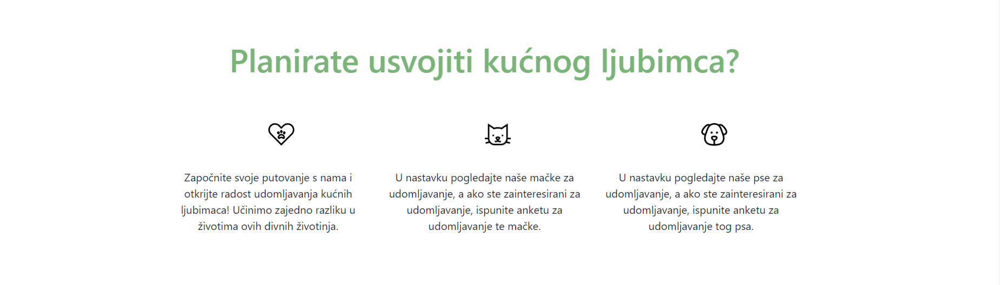 Planirate usvojiti kućnog ljubimca?
Započnite svoje putovanje s nama i
otkrijte radost udomljavanja kućnih
ljubimaca! Učinimo zajedno razliku u
životima ovih divnih životinja.
U nastavku pogledajte naše mačke za
udomljavanje, a ako ste zainteresirani za
udomljavanje, ispunite anketu za
udomljavanje te mačke.
U nastavku pogledajte naše pse za
udomljavanje, a ako ste zainteresirani za
udomljavanje, ispunite anketu za
udomljavanje tog psa.